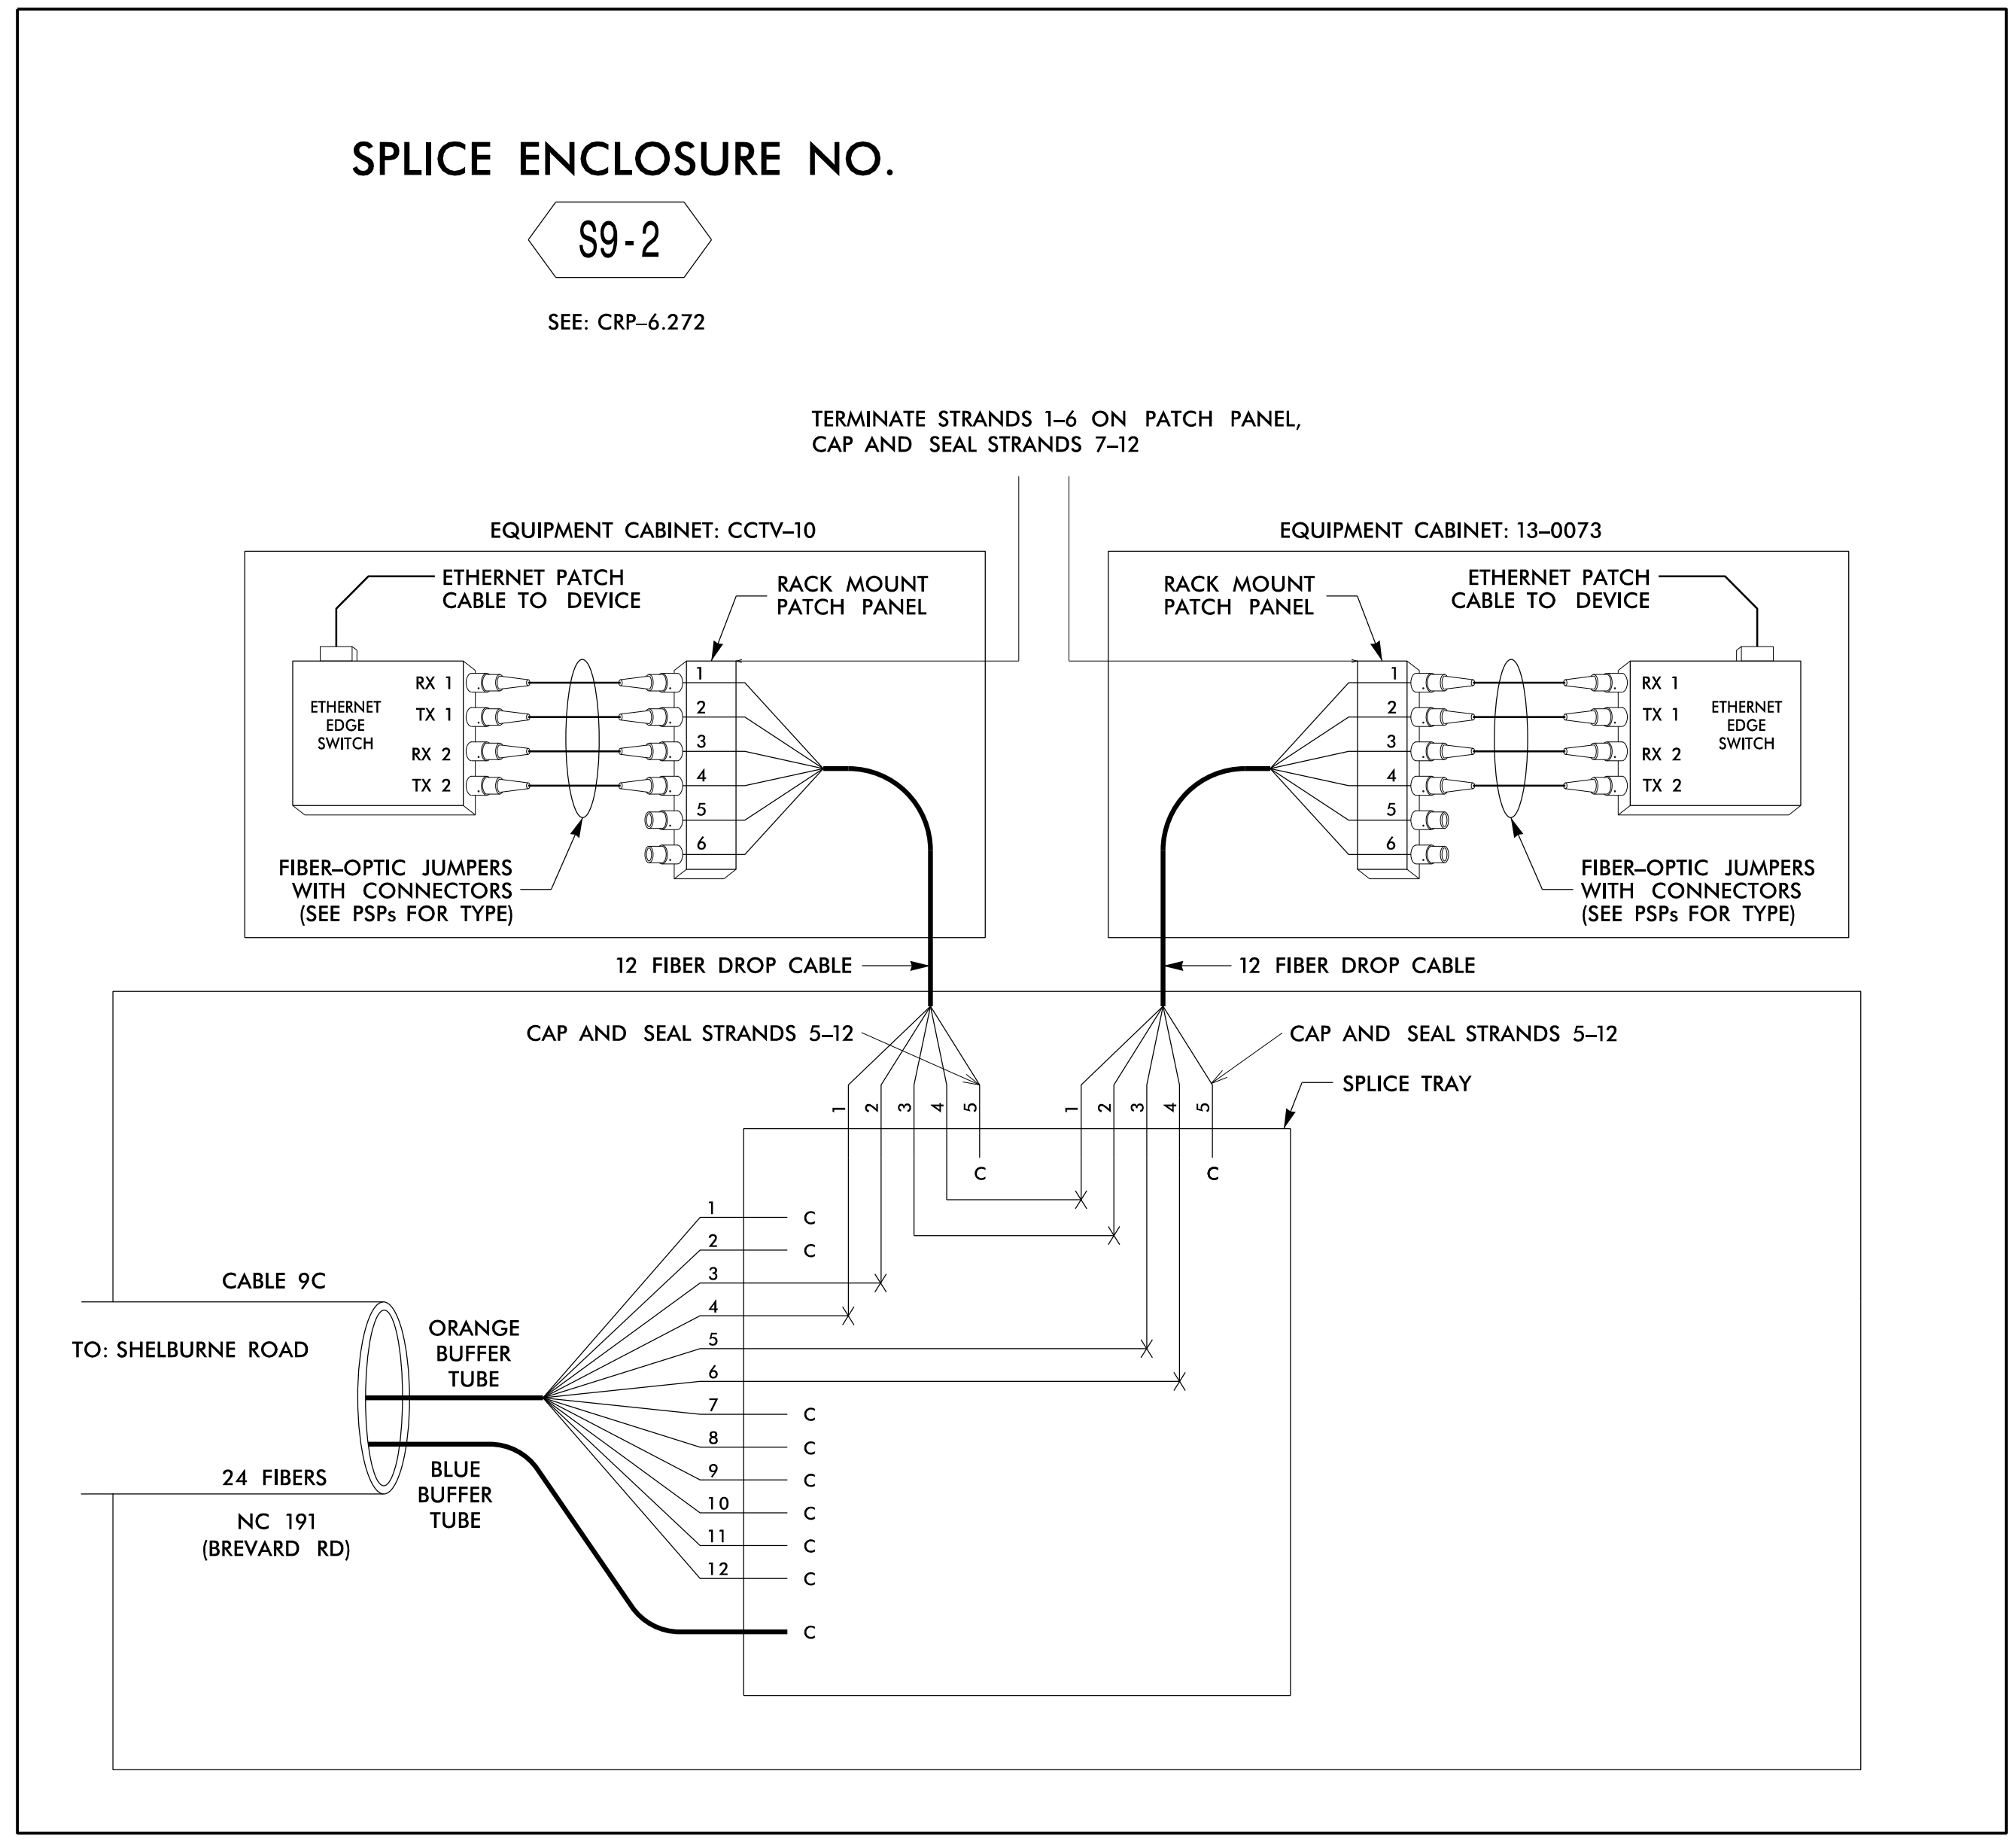 SPLICE ENCLOSURE NO.
S9-2
SEE: CRP–6.272
TERMINATE STRANDS 1–6 ON PATCH PANEL,
CAP AND SEAL STRANDS 7–12
EQUIPMENT CABINET: CCTV–10
ETHERNET PATCH
CABLE TO DEVICE
RACK MOUNT
PATCH PANEL
ETHERNET
EDGE
SWITCH
RX 1
TX 1
RX 2
TX 2
1
2
3
4
5
6
FIBER–OPTIC JUMPERS
WITH CONNECTORS
(SEE PSPs FOR TYPE)
EQUIPMENT CABINET: 13–0073
RACK MOUNT
PATCH PANEL
ETHERNET PATCH
CABLE TO DEVICE
1
2
3
4
5
6
RX 1
TX 1
RX 2
TX 2
ETHERNET
EDGE
SWITCH
FIBER–OPTIC JUMPERS
WITH CONNECTORS
(SEE PSPs FOR TYPE)
12 FIBER DROP CABLE
12 FIBER DROP CABLE
CAP AND SEAL STRANDS 5–12
CAP AND SEAL STRANDS 5–12
SPLICE TRAY
1
2
3
4
5
1
2
3
4
5
C
C
1
C
2
C
3
4
5
6
7
C
8
C
9
C
10
C
11
C
12
C
C
CABLE 9C
TO: SHELBURNE ROAD
ORANGE
BUFFER
TUBE
24 FIBERS
NC 191
(BREVARD RD)
BLUE
BUFFER
TUBE